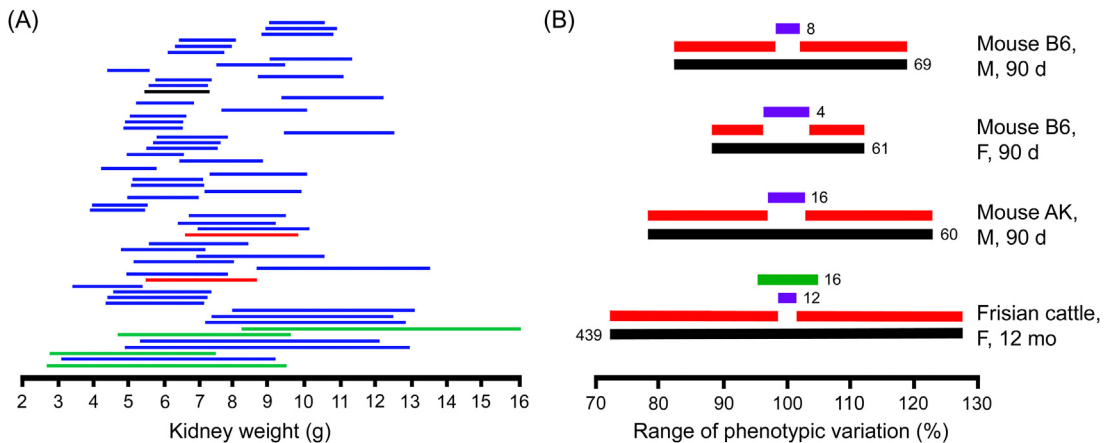 (A)
2 3 4 5 6 7 8 9 10 11 12 13 14 15 16
Kidney weight (g)
(B)
8
69
Mouse B6,
M, 90 d
4
61
Mouse B6,
F, 90 d
16
60
Mouse AK,
M, 90 d
16
12
439
Frisian cattle,
F, 12 mo
70 80 90 100 110 120 130
Range of phenotypic variation (%)